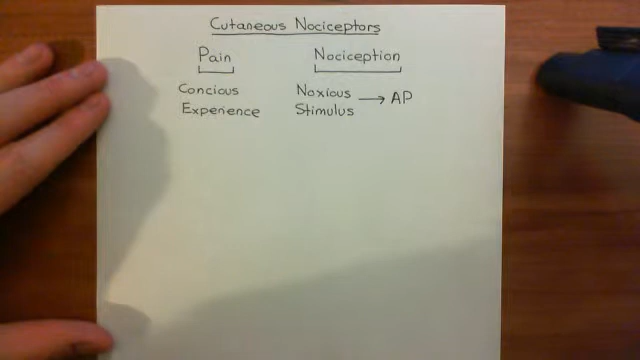 Cutaneous Nociceptors
Pain
Nociception
Concious
Experience
Noxious → AP
Stimulus